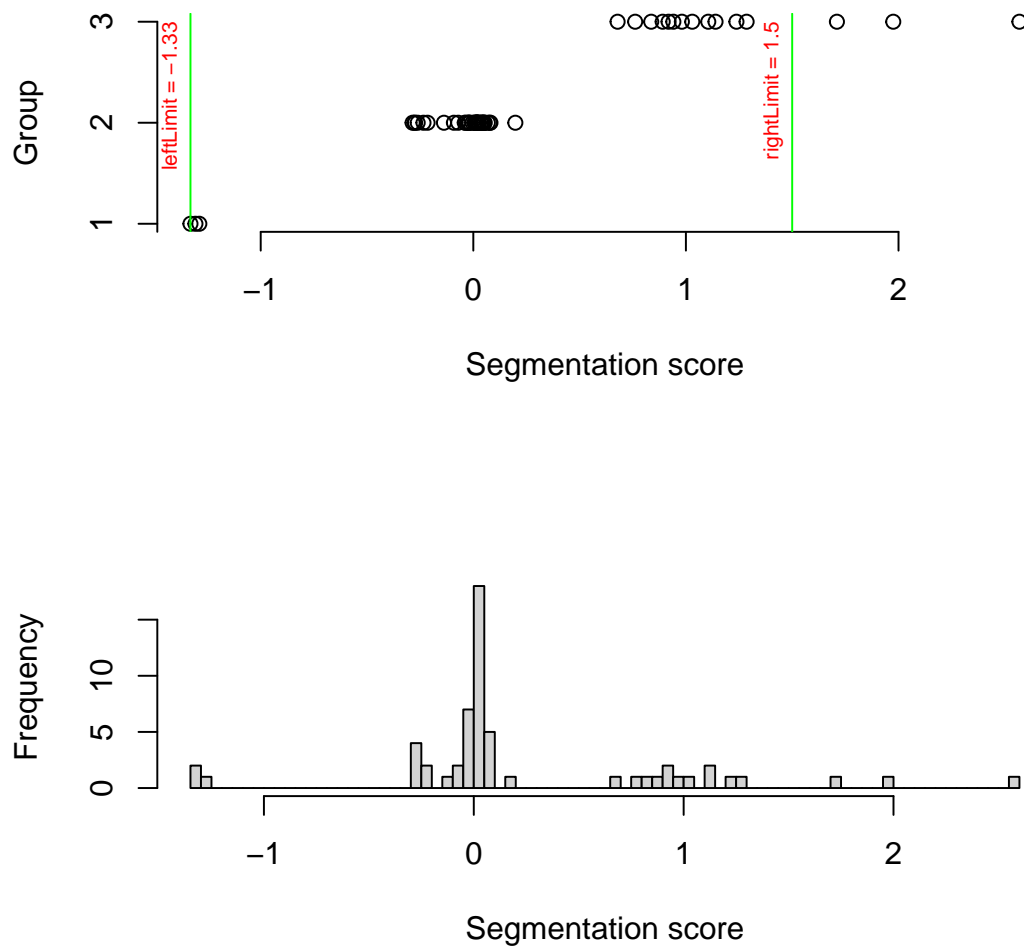 3
2
1
Group
leftLimit = −1.33
rightLimit = 1.5
−1 0 1 2
Segmentation score
10
5
0
Frequency
−1 0 1 2
Segmentation score